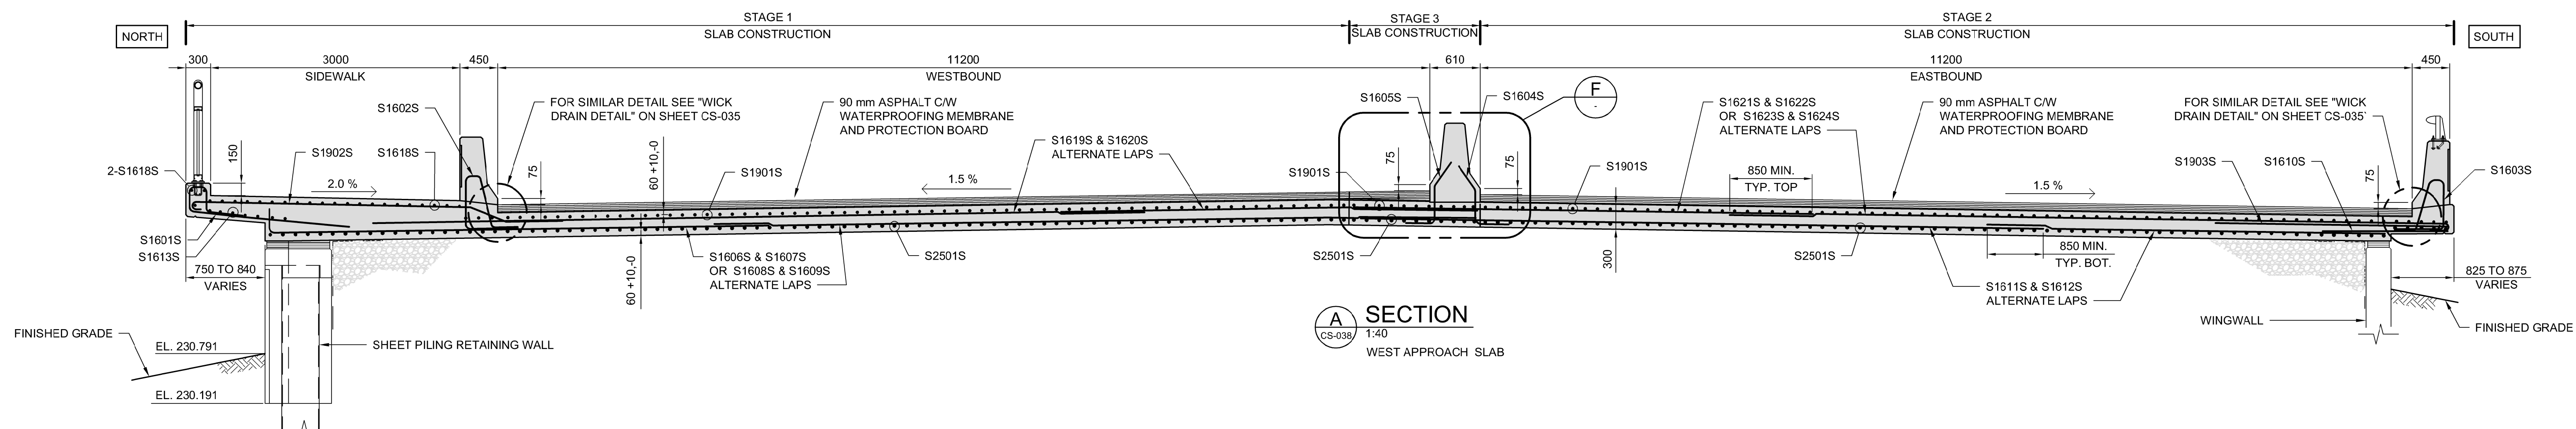 STAGE 1
SLAB CONSTRUCTION
STAGE 3
SLAB CONSTRUCTION
STAGE 2
SLAB CONSTRUCTION
NORTH
SOUTH
300
3000
SIDEWALK
450
11200
WESTBOUND
610
11200
EASTBOUND
450
S1602S
FOR SIMILAR DETAIL SEE "WICK
DRAIN DETAIL" ON SHEET CS-035
90 mm ASPHALT C/W
WATERPROOFING MEMBRANE
AND PROTECTION BOARD
S1605S
S1604S
F
-
S1621S & S1622S
OR S1623S & S1624S
ALTERNATE LAPS
90 mm ASPHALT C/W
WATERPROOFING MEMBRANE
AND PROTECTION BOARD
FOR SIMILAR DETAIL SEE "WICK
DRAIN DETAIL" ON SHEET CS-035
2-S1618S
150
S1902S
S1618S
2.0 %
75
60 +10,-0
S1901S
S1619S & S1620S
ALTERNATE LAPS
1.5 %
S1901S
75
75
S1901S
850 MIN.
TYP. TOP
1.5 %
S1903S
S1610S
75
S1603S
S1601S
S1613S
750 TO 840
VARIES
60 +10,-0
S1606S & S1607S
OR S1608S & S1609S
ALTERNATE LAPS
S2501S
S2501S
300
S2501S
850 MIN.
TYP. BOT.
S1611S & S1612S
ALTERNATE LAPS
825 TO 875
VARIES
FINISHED GRADE
EL. 230.791
SHEET PILING RETAINING WALL
EL. 230.191
A
CS-038
SECTION
1:40
WEST APPROACH SLAB
WINGWALL
FINISHED GRADE